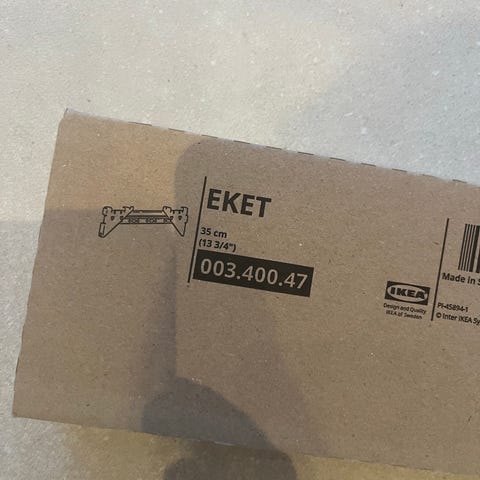 EKET
35 cm
(13 3/4")
003.400.47
IKEA
Design and Quality
IKEA of Sweden
Made in S
PI-45894-1
© Inter IKEA Sy